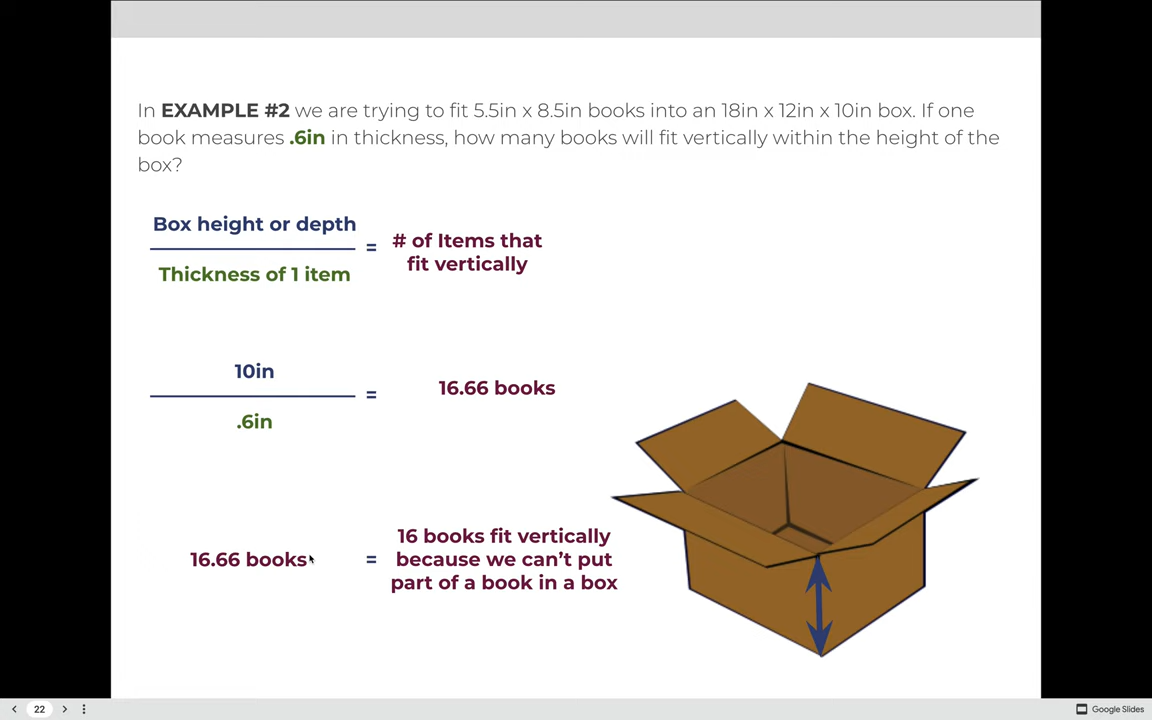 In EXAMPLE #2 we are trying to fit 5.5in x 8.5in books into an 18in x 12in x 10in box. If one
book measures .6in in thickness, how many books will fit vertically within the height of the
box?
Box height or depth
Thickness of 1 item
=
# of Items that
fit vertically
10in
.6in
=
16.66 books
16.66 books
=
16 books fit vertically
because we can’t put
part of a book in a box
22
Google Slides